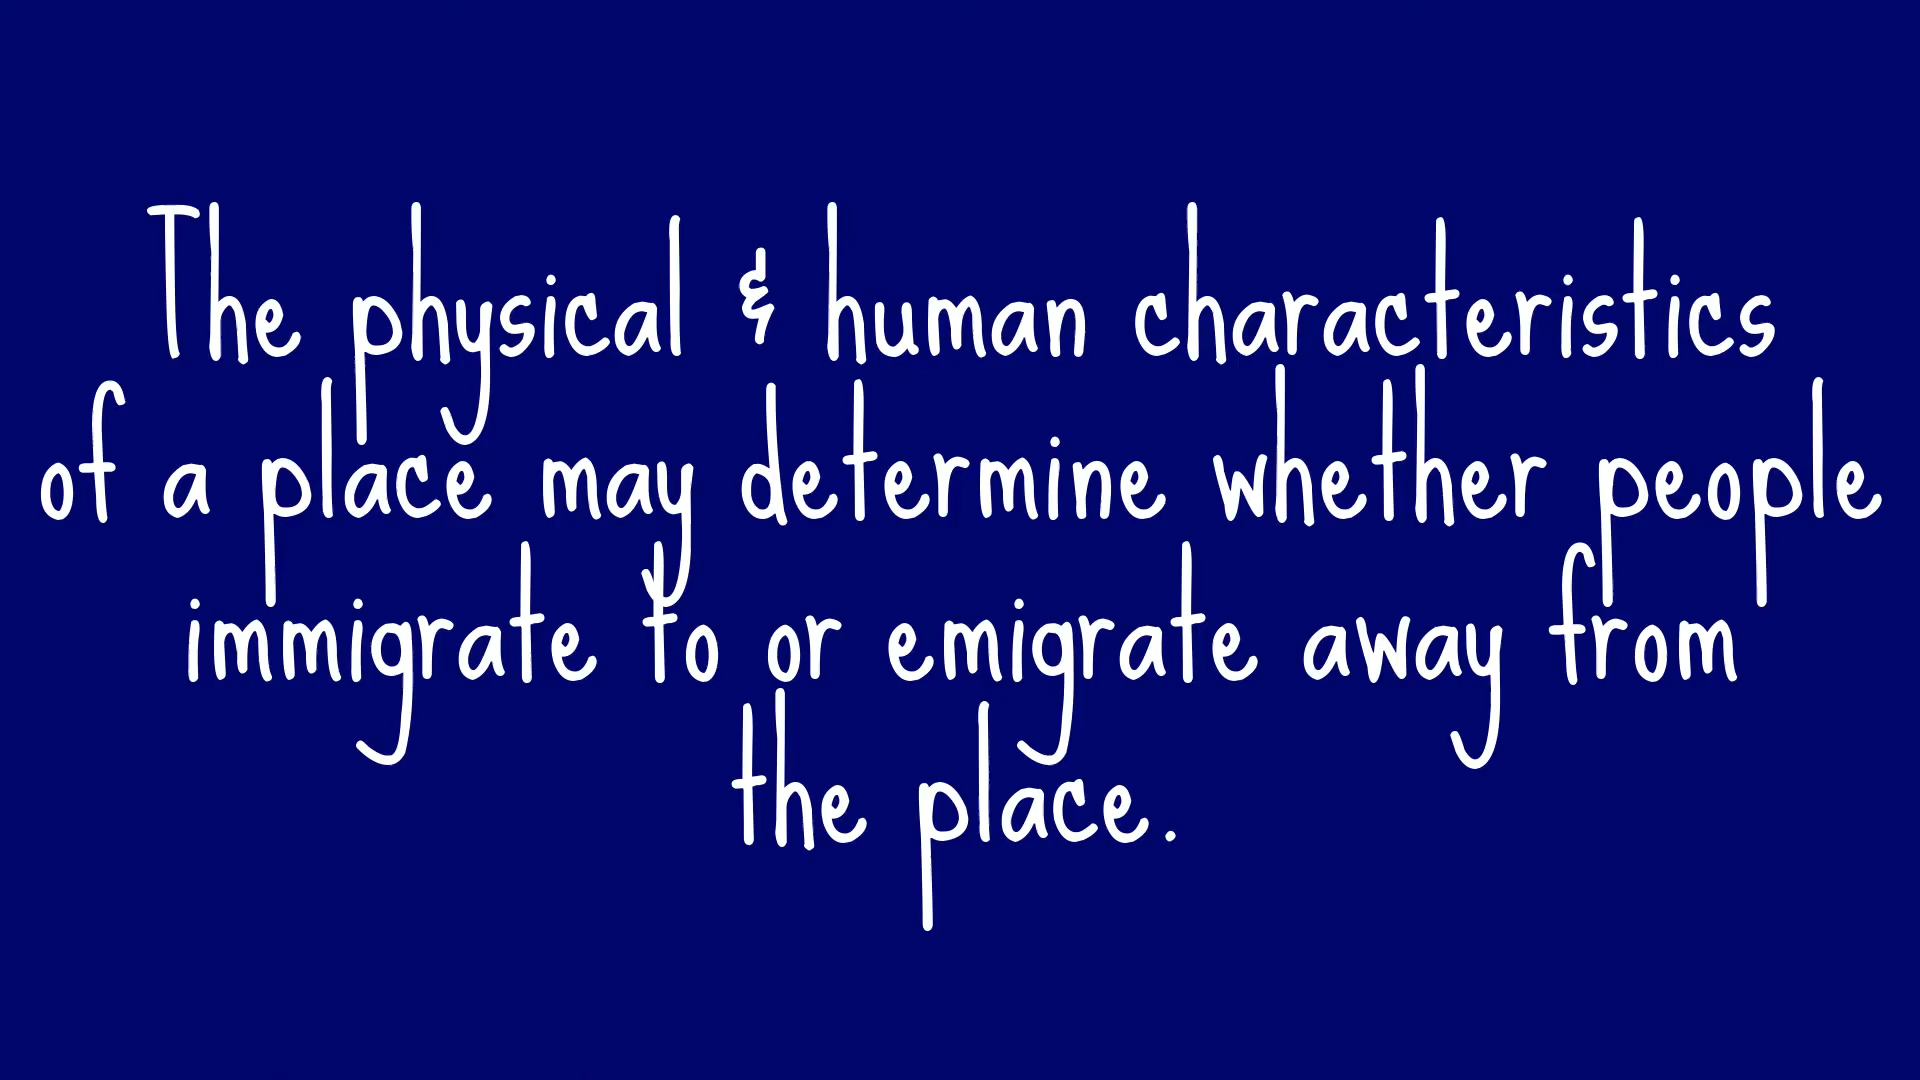 The physical & human characteristics
of a place may determine whether people
immigrate to or emigrate away from
the place.